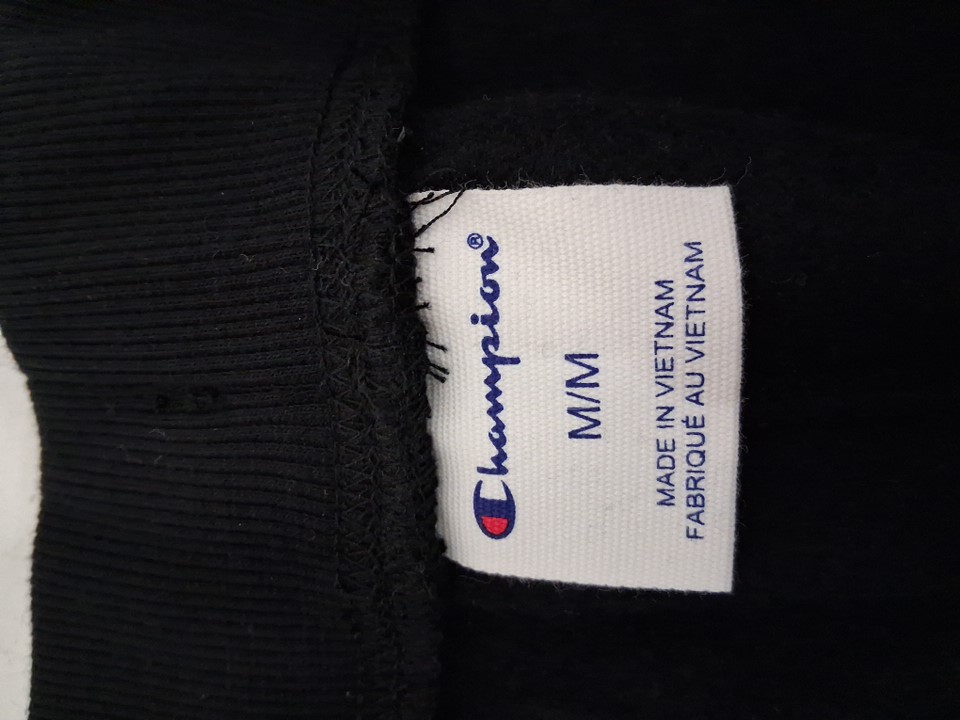 Champion®
M/M
MADE IN VIETNAM
FABRIQUÉ AU VIETNAM